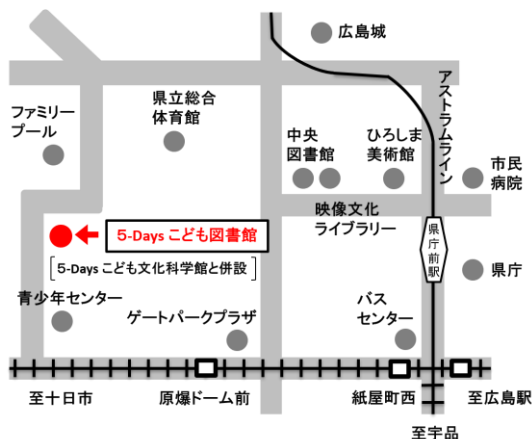 広島城
アストラムライン
ファミリー
プール
県立総合
体育館
中央
図書館
ひろしま
美術館
市民
病院
映像文化
ライブラリー
5-Days こども図書館
[5-Days こども文化科学館と併設]
県庁前駅
県庁
青少年センター
ゲートパークプラザ
バス
センター
至十日市
原爆ドーム前
紙屋町西
至広島駅
至宇品